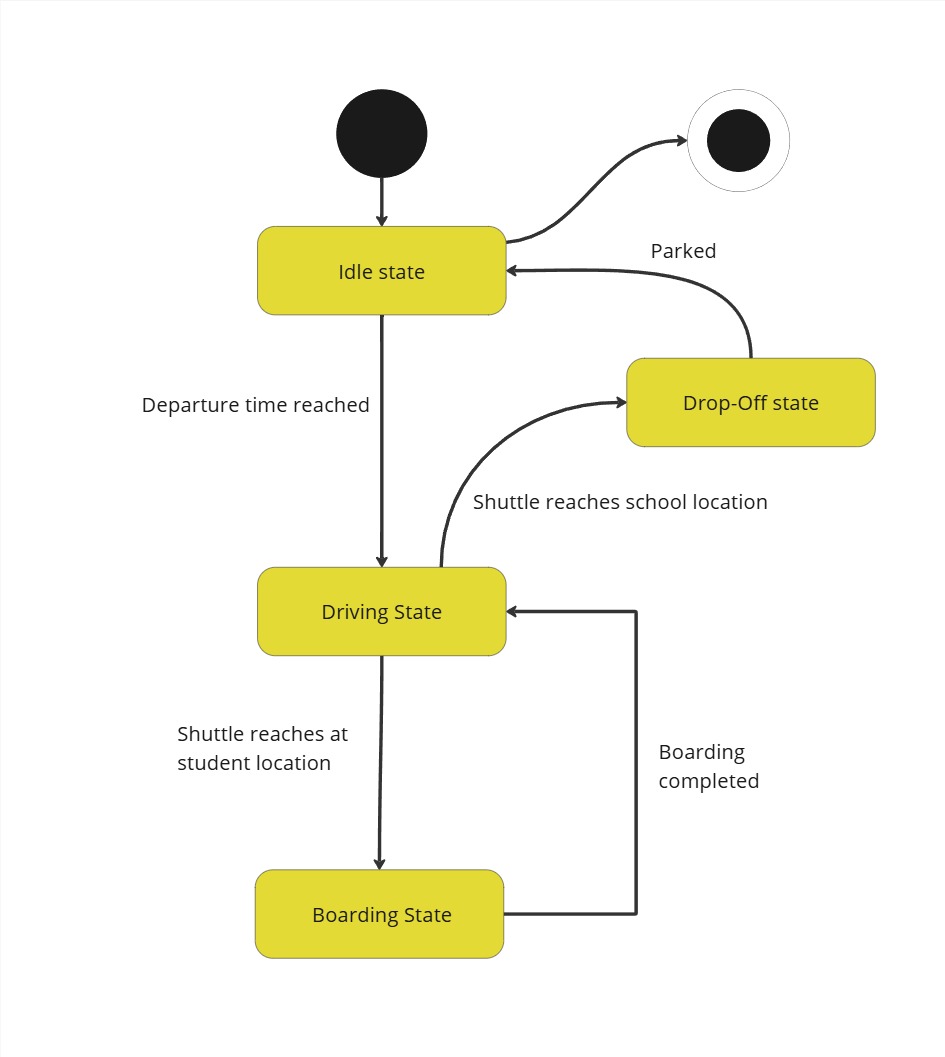 Idle state
Parked
Departure time reached
Drop-Off state
Shuttle reaches school location
Driving State
Shuttle reaches at
student location
Boarding
completed
Boarding State